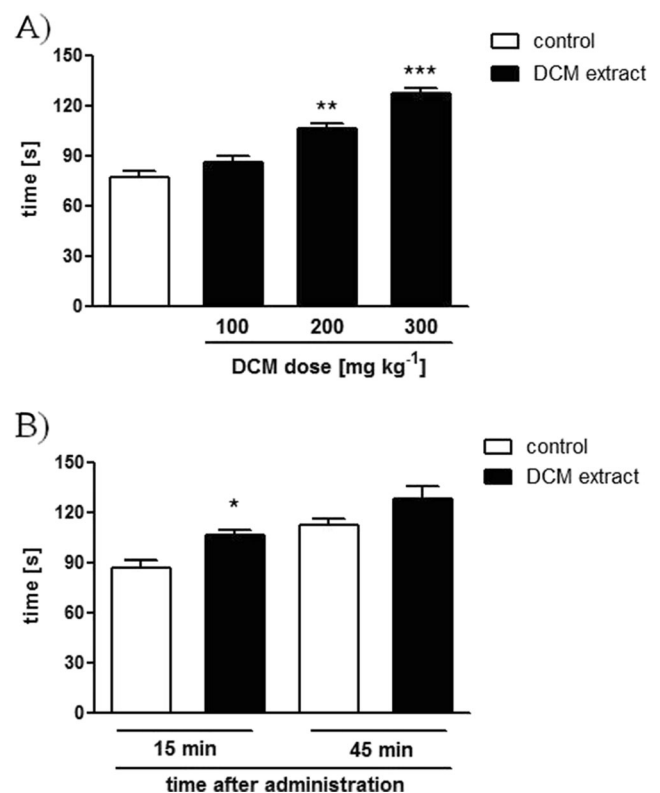 A)
control
DCM extract
150
120
90
60
30
0
time [s]
**
***
100 200 300
DCM dose [mg kg-1]
B)
control
DCM extract
150
120
90
60
30
0
time [s]
*
15 min 45 min
time after administration